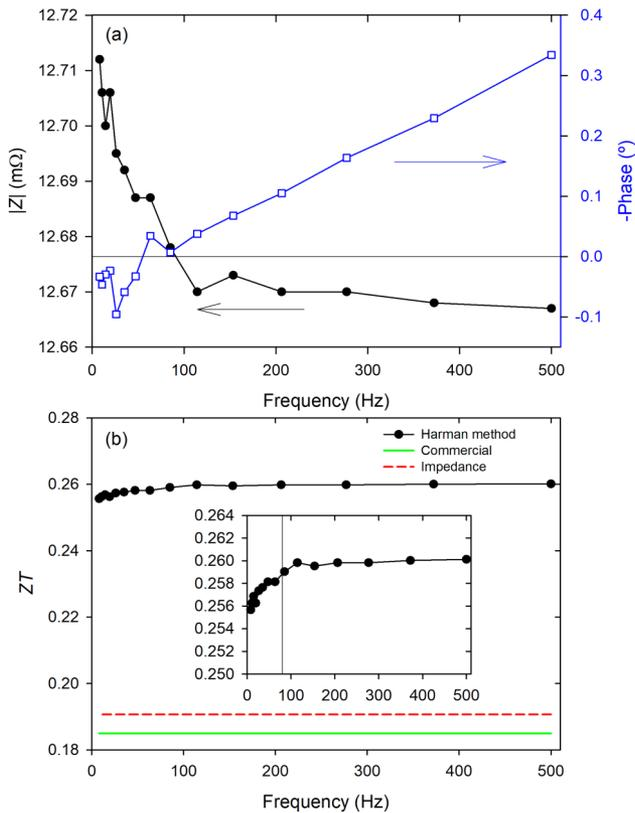 (a)
12.72
12.71
12.70
12.69
12.68
12.67
12.66
|Z| (mΩ)
0.4
0.3
0.2
0.1
0.0
-0.1
-Phase (º)
0 100 200 300 400 500
Frequency (Hz)
(b)
0.28
0.26
0.24
0.22
0.20
0.18
ZT
Harman method
Commercial
Impedance
0.264
0.262
0.260
0.258
0.256
0.254
0.252
0.250
0 100 200 300 400 500
0 100 200 300 400 500
Frequency (Hz)